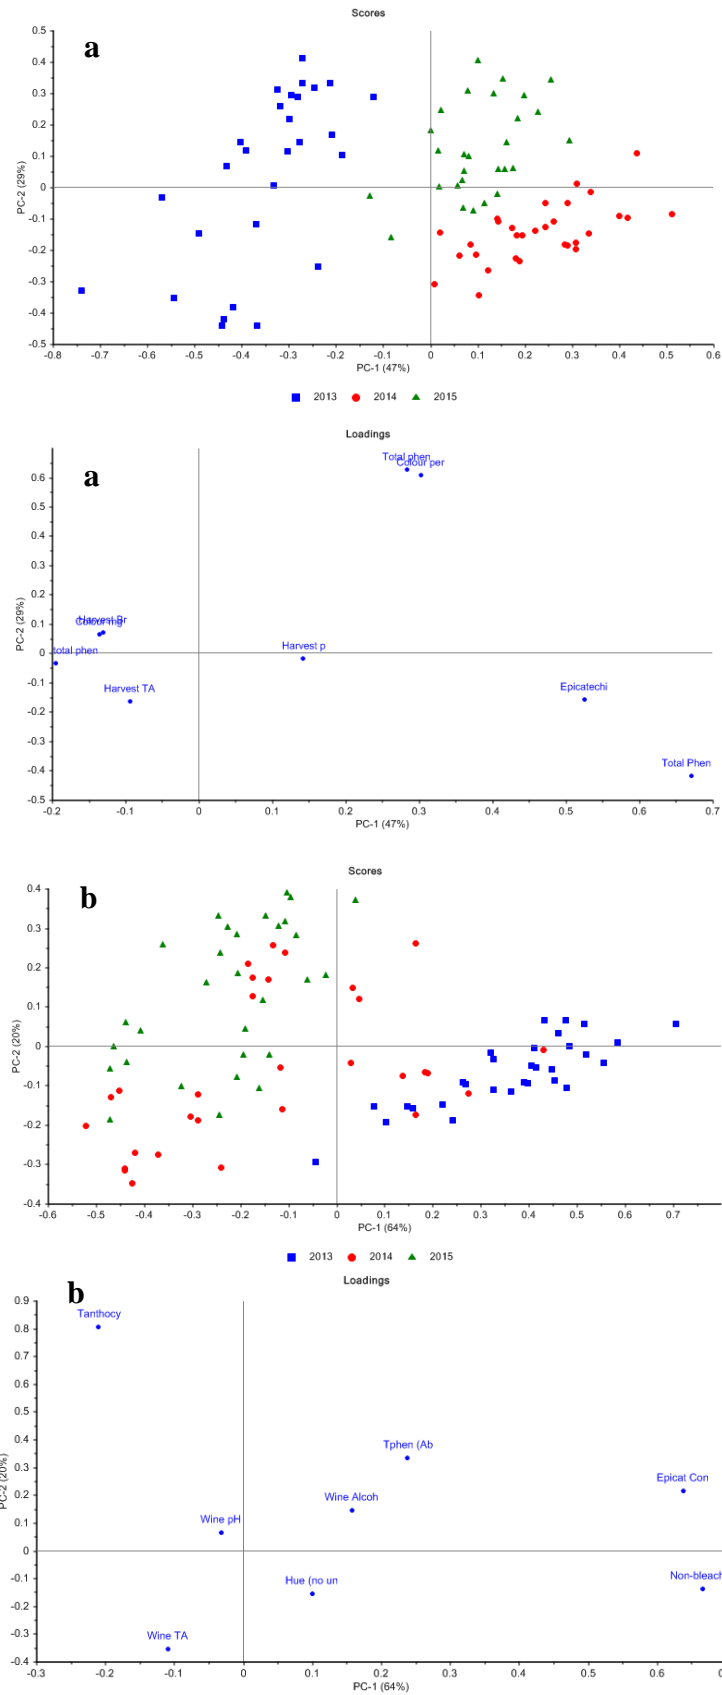 Scores
a
0.5
0.4
0.3
0.2
0.1
0
-0.1
-0.2
-0.3
-0.4
-0.5
PC-2 (29%)
-0.8 -0.7 -0.6 -0.5 -0.4 -0.3 -0.2 -0.1 0 0.1 0.2 0.3 0.4 0.5 0.6
PC-1 (47%)
2013 2014 2015
Loadings
a
0.6
0.5
0.4
0.3
0.2
0.1
0
-0.1
-0.2
-0.3
-0.4
-0.5
PC-2 (29%)
Total phen
Colour per
Harvest Br
Colour mg
total phen
Harvest p
Harvest TA
Epicatechi
Total Phen
-0.2 -0.1 0 0.1 0.2 0.3 0.4 0.5 0.6 0.7
PC-1 (47%)
Scores
b
0.4
0.3
0.2
0.1
0
-0.1
-0.2
-0.3
-0.4
PC-2 (20%)
-0.6 -0.5 -0.4 -0.3 -0.2 -0.1 0 0.1 0.2 0.3 0.4 0.5 0.6 0.7
PC-1 (64%)
2013 2014 2015
Loadings
b
0.9
0.8
0.7
0.6
0.5
0.4
0.3
0.2
0.1
0
-0.1
-0.2
-0.3
-0.4
PC-2 (20%)
Tanthocy
Tphen (Ab
Epicat Con
Wine Alcoh
Wine pH
Non-bleach
Hue (no un
Wine TA
-0.3 -0.2 -0.1 0 0.1 0.2 0.3 0.4 0.5 0.6
PC-1 (64%)